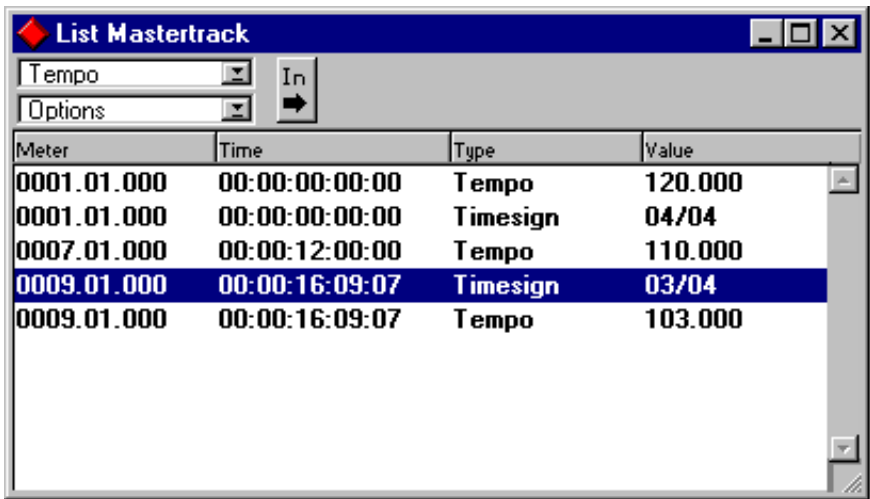 List Mastertrack
Tempo
In
Options
Meter Time Type Value
0001.01.000 00:00:00:00:00 Tempo 120.000
0001.01.000 00:00:00:00:00 Timesign 04/04
0007.01.000 00:00:12:00:00 Tempo 110.000
0009.01.000 00:00:16:09:07 Timesign 03/04
0009.01.000 00:00:16:09:07 Tempo 103.000